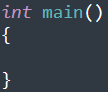 int main()
{
}